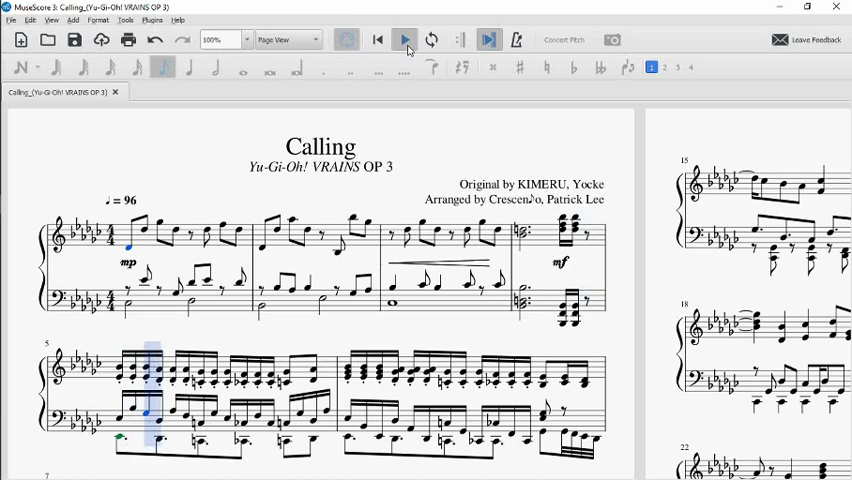 MuseScore 3: Calling_(Yu-Gi-Oh! VRAINS OP 3)
File Edit View Add Format Tools Plugins Help
100% Page View Concert Pitch Leave Feedback
1 2 3 4
Calling_(Yu-Gi-Oh! VRAINS OP 3)
Calling
Yu-Gi-Oh! VRAINS OP 3
Original by KIMERU, Yocke
Arranged by Crescen♪o, Patrick Lee
♩ = 96
mp
mf
5
7
15
18
22